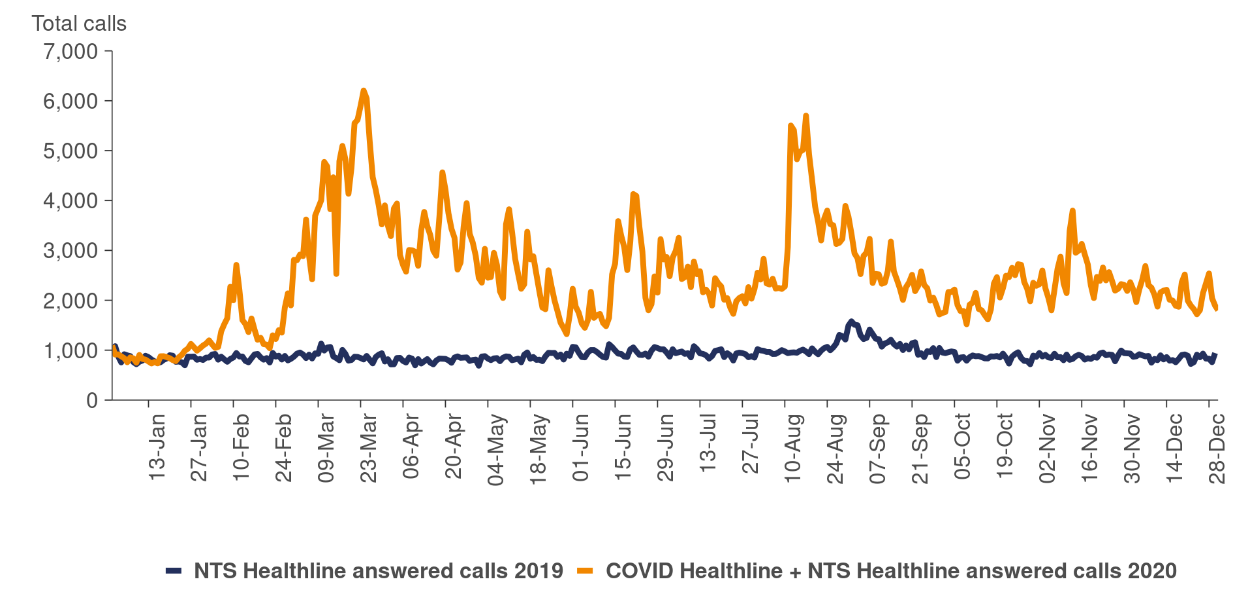 Total calls
7,000
6,000
5,000
4,000
3,000
2,000
1,000
0
13-Jan
27-Jan
10-Feb
24-Feb
09-Mar
23-Mar
06-Apr
20-Apr
04-May
18-May
01-Jun
15-Jun
29-Jun
13-Jul
27-Jul
10-Aug
24-Aug
07-Sep
21-Sep
05-Oct
19-Oct
02-Nov
16-Nov
30-Nov
14-Dec
28-Dec
NTS Healthline answered calls 2019
COVID Healthline + NTS Healthline answered calls 2020